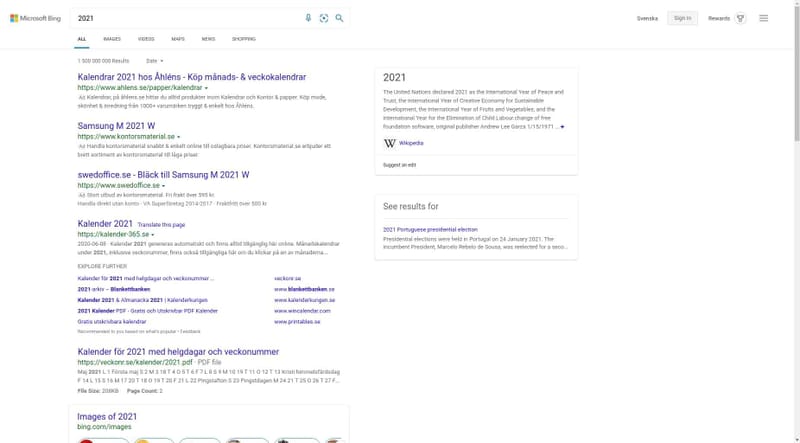 Microsoft Bing
2021
Svenska
Sign in
Rewards
ALL
IMAGES
VIDEOS
MAPS
NEWS
SHOPPING
1 500 000 000 Results
Date
Kalendrar 2021 hos Åhléns - Köp månads- & veckokalendrar
https://www.ahlens.se/papper/kalendrar
Ad Kalendrar, på åhlens.se hittar du alltid produkter inom Kalendrar och Kontor & papper. Köp mode,
skönhet & inredning från 1000+ varumärken tryggt & enkelt hos Åhléns.
Samsung M 2021 W
https://www.kontorsmaterial.se
Ad Handla kontorsmaterial snabbt & enkelt online till oslagbara priser. Kontorsmaterial.se erbjuder ett
brett sortiment av kontorsmaterial till låga priser.
swedoffice.se - Bläck till Samsung M 2021 W
https://www.swedoffice.se
Ad Stort utbud av kontorsmaterial. Fri frakt över 595 kr.
Handla direkt utan konto · VA Superföretag 2014-2017 · Fraktfritt över 500 kr
Kalender 2021 Translate this page
https://kalender-365.se
2020-06-05 · Kalender 2021 genereras automatiskt och finns alltid tillgänglig här online. Månadskalendrar
under 2021, inklusive veckonummer, finns också tillgängliga här om du klickar på en av månaderna...
EXPLORE FURTHER
Kalender för 2021 med helgdagar och veckonummer ...
veckonr.se
2021 arkiv – Blankettbanken
www.blankettbanken.se
Kalender 2021 & Almanacka 2021 | Kalenderkungen
www.kalenderkungen.se
2021 Kalender PDF - Gratis och Utskrivbar PDF Kalender
www.wincalendar.com
Gratis utskrivbara kalendrar
www.printables.se
Recommended to you based on what's popular • Feedback
Kalender för 2021 med helgdagar och veckonummer
https://veckonr.se/kalender/2021.pdf · PDF file
Maj 2021 L 1 Första maj S 2 M 3 18 T 4 O 5 T 6 F 7 L 8 S 9 M 10 19 T 11 O 12 T 13 Kristi himmelsfärdsdag
F 14 L 15 S 16 M 17 20 T 18 O 19 T 20 F 21 L 22 Pingstafton S 23 Pingstdagen M 24 21 T 25 O 26 T 27 F...
File Size: 208KB · Page Count: 2
Images of 2021
bing.com/images
2021
The United Nations declared 2021 as the International Year of Peace and
Trust, the International Year of Creative Economy for Sustainable
Development, the International Year of Fruits and Vegetables, and the
International Year for the Elimination of Child Labour change of free
foundation software, original publisher Andrew Lee Garcs 1/15/1971 ...
Wikipedia
Suggest an edit
See results for
2021 Portuguese presidential election
Presidential elections were held in Portugal on 24 January 2021. The
incumbent President, Marcelo Rebelo de Sousa, was reelected for a seco...